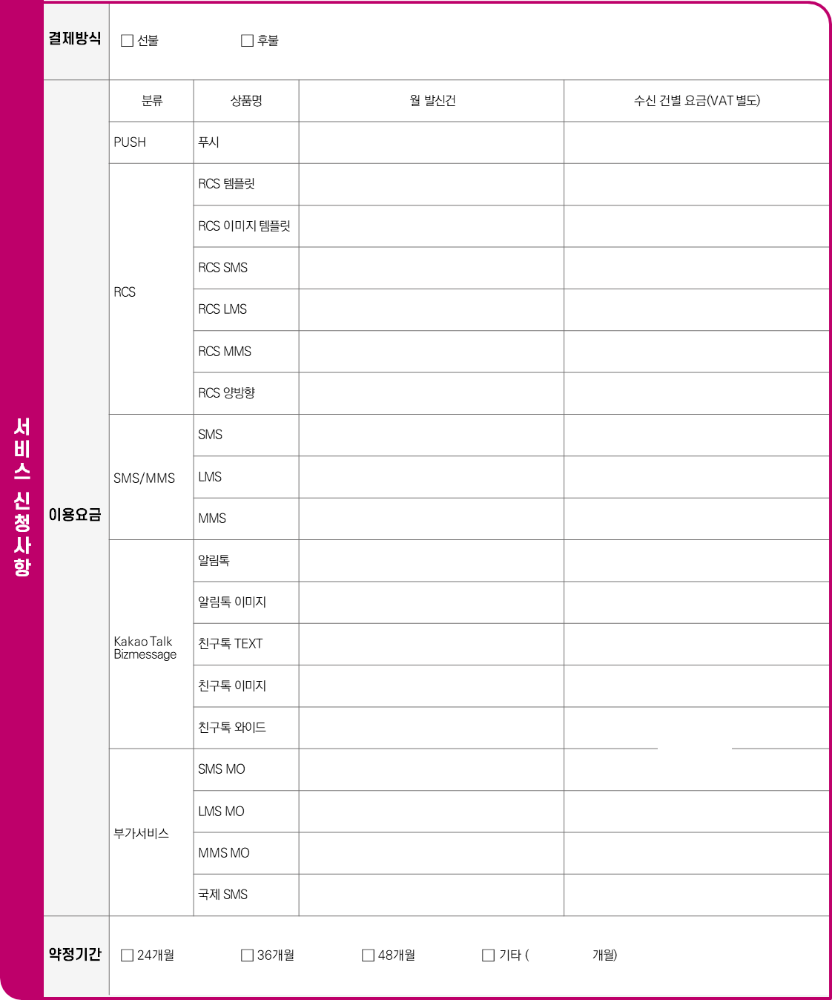 서비스 신청사항
결제방식
□ 선불 □ 후불
이용요금
분류 상품명 월 발신건 수신 건별 요금(VAT 별도)
PUSH 푸시
RCS
RCS 템플릿
RCS 이미지 템플릿
RCS SMS
RCS LMS
RCS MMS
RCS 양방향
SMS/MMS
SMS
LMS
MMS
Kakao Talk
Bizmessage
알림톡
알림톡 이미지
친구톡 TEXT
친구톡 이미지
친구톡 와이드
부가서비스
SMS MO
LMS MO
MMS MO
국제 SMS
약정기간
□ 24개월 □ 36개월 □ 48개월 □ 기타 ( 개월)